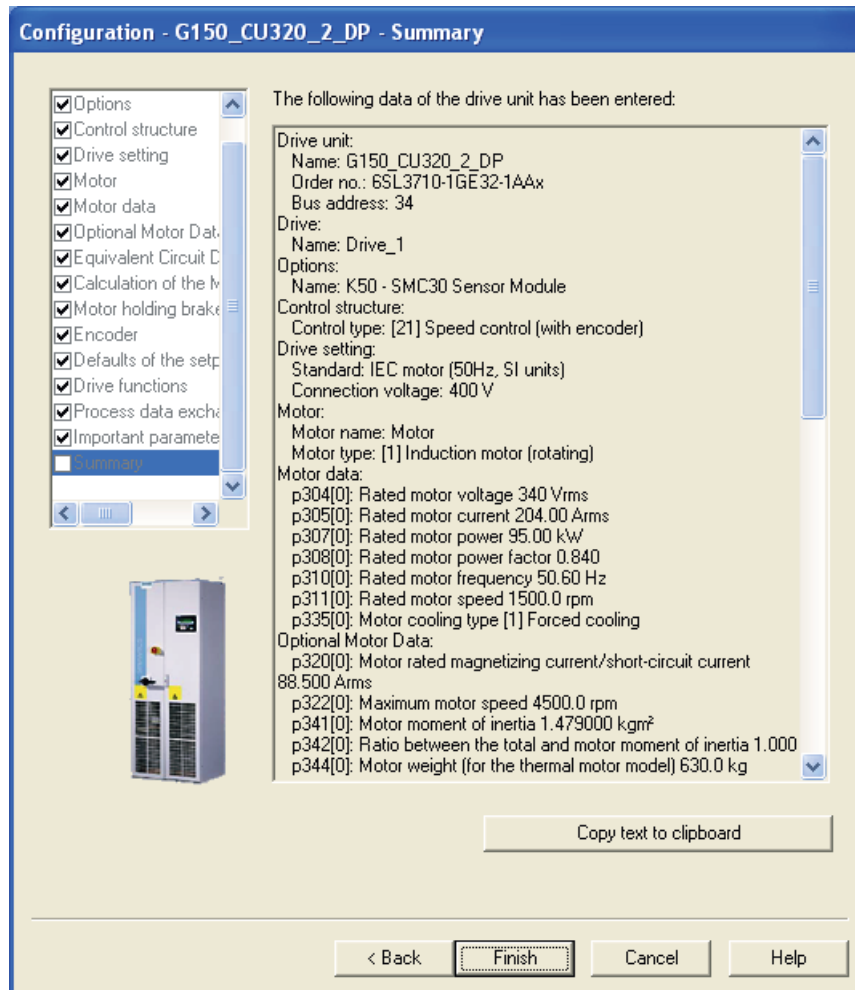 Configuration - G150_CU320_2_DP - Summary
Options
Control structure
Drive setting
Motor
Motor data
Optional Motor Dat
Equivalent Circuit D
Calculation of the M
Motor holding brake
Encoder
Defaults of the setp
Drive functions
Process data excha
Important paramete
Summary
The following data of the drive unit has been entered:
Drive unit:
Name: G150_CU320_2_DP
Order no.: 6SL3710-1GE32-1AAx
Bus address: 34
Drive:
Name: Drive_1
Options:
Name: K50 - SMC30 Sensor Module
Control structure:
Control type: [21] Speed control (with encoder)
Drive setting:
Standard: IEC motor (50Hz, SI units)
Connection voltage: 400 V
Motor:
Motor name: Motor
Motor type: [1] Induction motor (rotating)
Motor data:
p304[0]: Rated motor voltage 340 Vrms
p305[0]: Rated motor current 204.00 Arms
p307[0]: Rated motor power 95.00 kW
p308[0]: Rated motor power factor 0.840
p310[0]: Rated motor frequency 50.60 Hz
p311[0]: Rated motor speed 1500.0 rpm
p335[0]: Motor cooling type [1] Forced cooling
Optional Motor Data:
p320[0]: Motor rated magnetizing current/short-circuit current
88.500 Arms
p322[0]: Maximum motor speed 4500.0 rpm
p341[0]: Motor moment of inertia 1.479000 kgm²
p342[0]: Ratio between the total and motor moment of inertia 1.000
p344[0]: Motor weight (for the thermal motor model) 630.0 kg
Copy text to clipboard
< Back
Finish
Cancel
Help